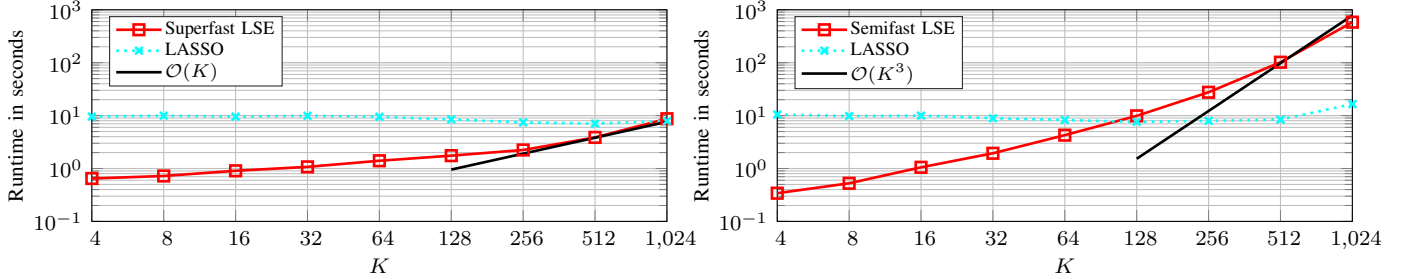 Runtime in seconds
10^3
10^2
10^1
10^0
10^−1
Superfast LSE
LASSO
𝒪(K)
4 8 16 32 64 128 256 512 1,024
K
Runtime in seconds
10^3
10^2
10^1
10^0
10^−1
Semifast LSE
LASSO
𝒪(K^3)
4 8 16 32 64 128 256 512 1,024
K